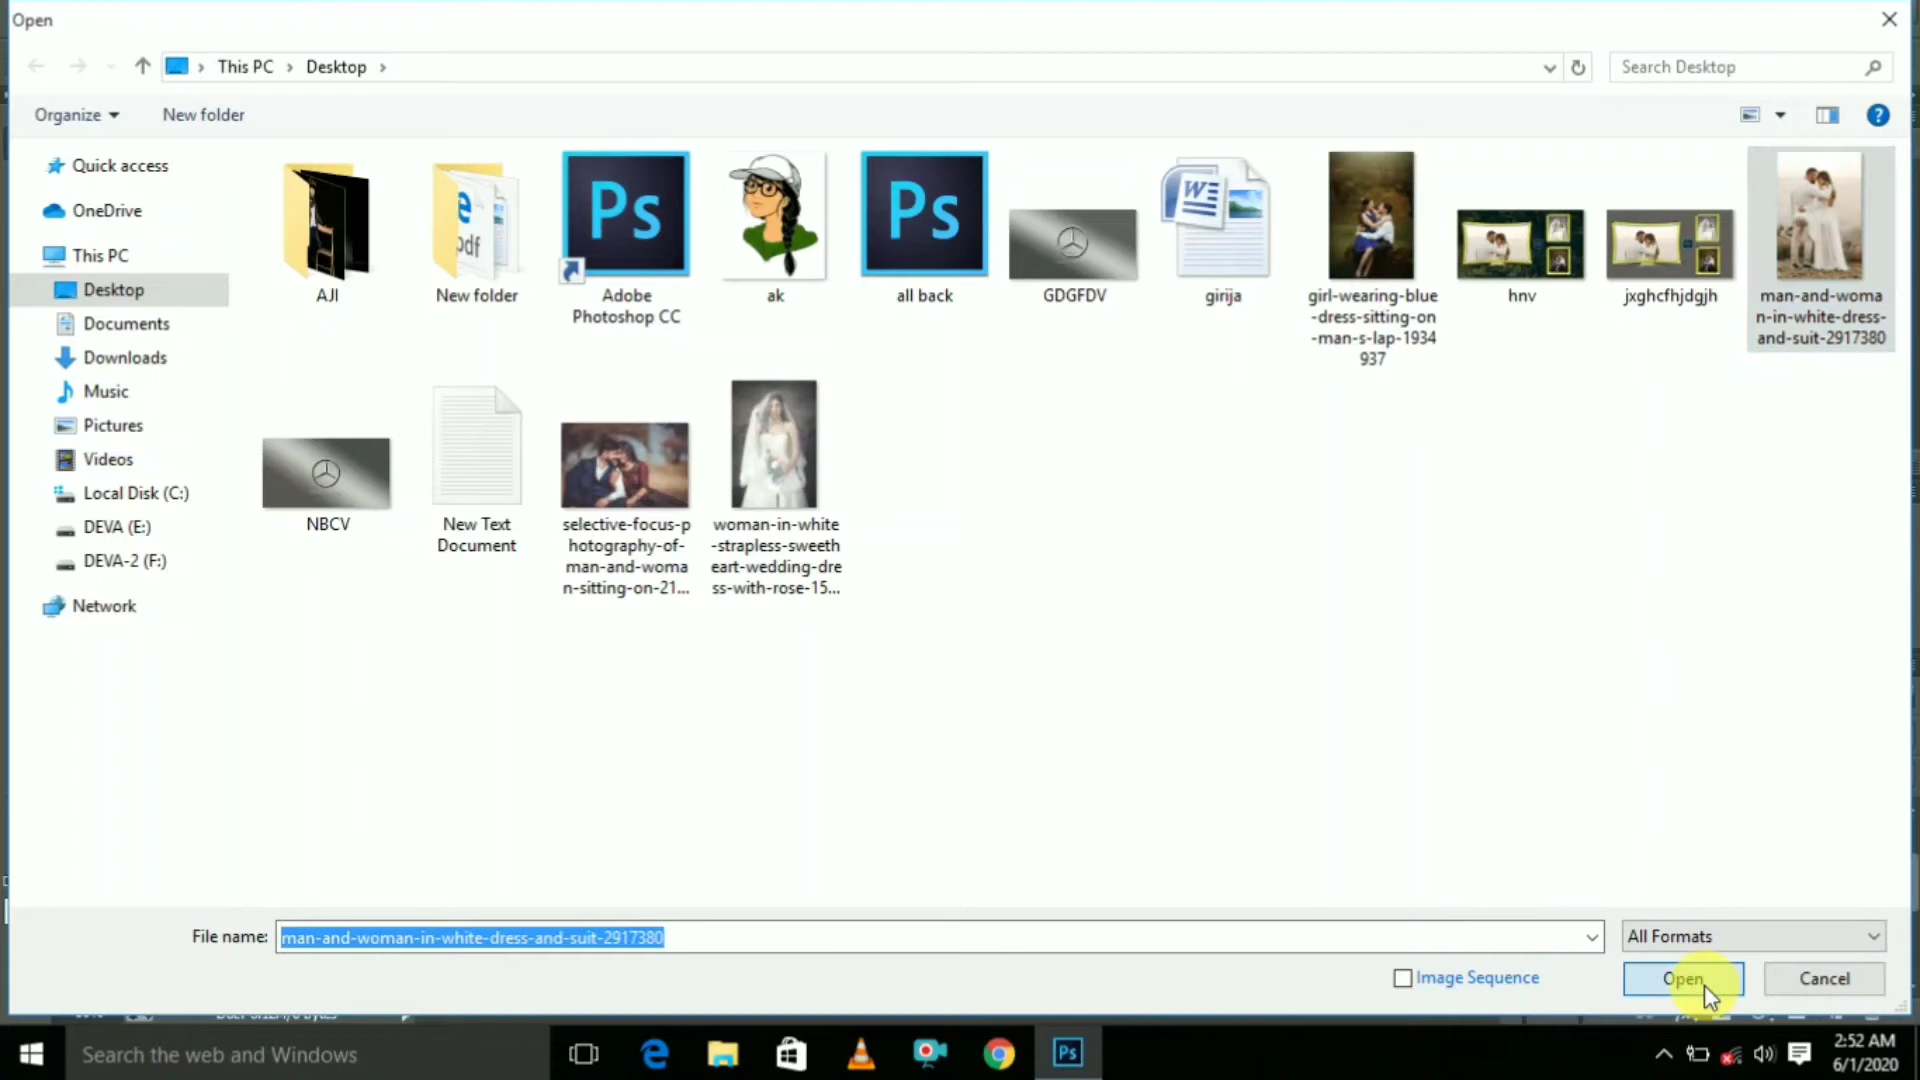 Open
This PC
Desktop
Search Desktop
Organize
New folder
Quick access
OneDrive
This PC
Desktop
Documents
Downloads
Music
Pictures
Videos
Local Disk (C:)
DEVA (E:)
DEVA-2 (F:)
Network
AJI
pdf
New folder
Ps
Adobe
Photoshop CC
ak
Ps
all back
GDGFDV
W
girija
girl-wearing-blue
-dress-sitting-on
-man-s-lap-1934
937
hnv
jxghcfhjdgjh
man-and-woma
n-in-white-dress-
and-suit-2917380
NBCV
New Text
Document
selective-focus-p
hotography-of-
man-and-woma
n-sitting-on-21...
woman-in-white
-strapless-sweeth
eart-wedding-dre
ss-with-rose-15...
File name:
man-and-woman-in-white-dress-and-suit-2917380
All Formats
Image Sequence
Open
Cancel
Search the web and Windows
Ps
2:52 AM
6/1/2020